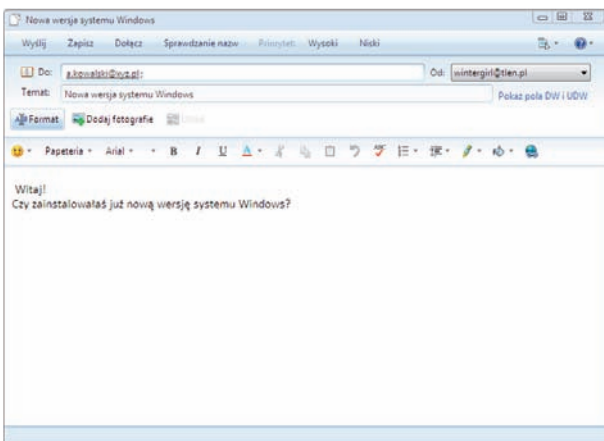 Nowa wersja systemu Windows
Wyślij Zapisz Dołącz Sprawdzanie nazw Priorytet: Wysoki Niski
Do: a.kowalski@xyz.pl; Od: wintergirl@tlen.pl
Temat: Nowa wersja systemu Windows Pokaż pola DW i UDW
Format Dodaj fotografie
Papeteria Arial B I U A
Witaj!
Czy zainstalowałaś już nową wersję systemu Windows?